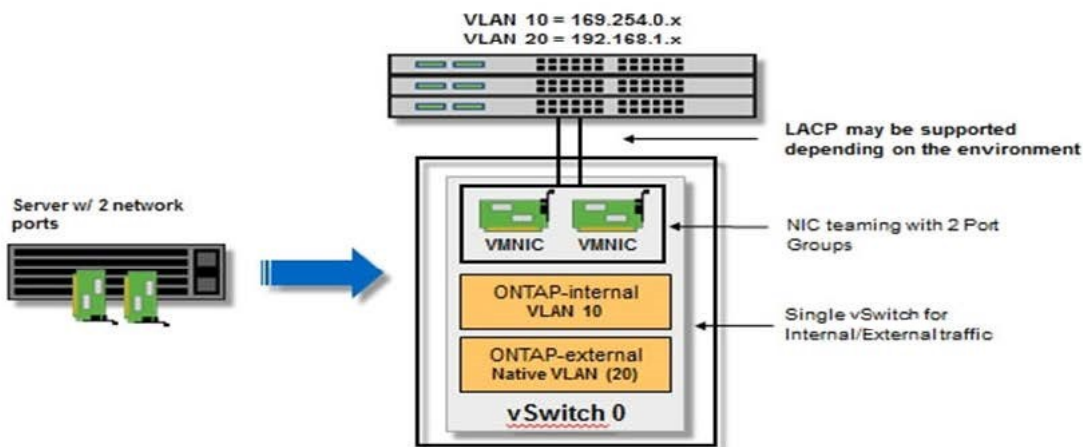 VLAN 10 = 169.254.0.x
VLAN 20 = 192.168.1.x
LACP may be supported
depending on the environment
Server w/ 2 network
ports
VMNIC
VMNIC
NIC teaming with 2 Port
Groups
ONTAP-internal
VLAN 10
Single vSwitch for
Internal/External traffic
ONTAP-external
Native VLAN (20)
vSwitch 0